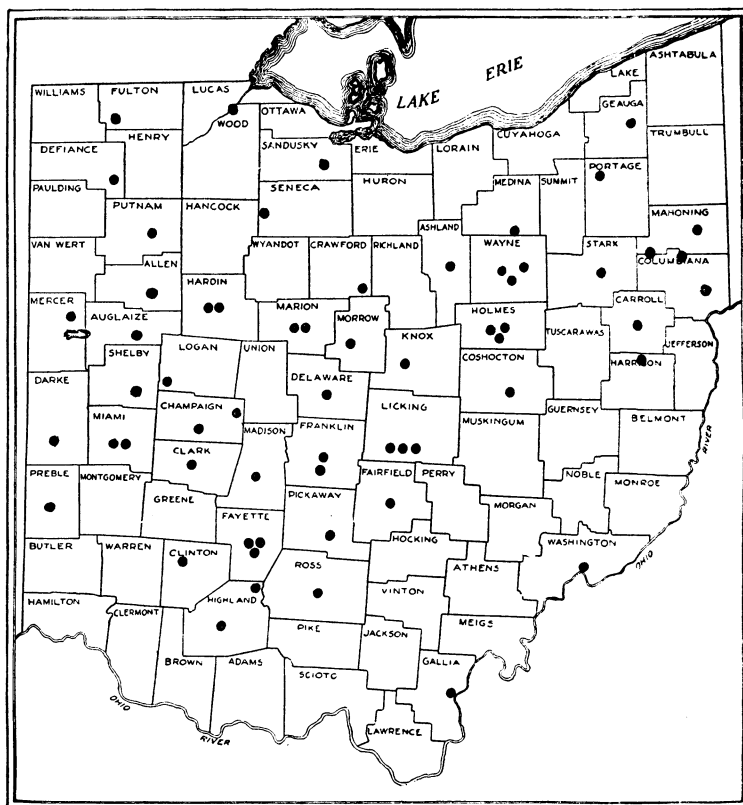 LAKE ERIE
ASHTABULA
LAKE
WILLIAMS
FULTON
LUCAS
GEAUGA
OTTAWA
WOOD
CUYAHOGA
TRUMBULL
HENRY
DEFIANCE
SANDUSKY
ERIE
LORAIN
PORTAGE
PAULDING
SENECA
HURON
MEDINA
SUMMIT
PUTNAM
HANCOCK
MAHONING
ASHLAND
VAN WERT
WYANDOT
CRAWFORD
RICHLAND
WAYNE
STARK
ALLEN
COLUMBIANA
HARDIN
MERCER
MARION
HOLMES
CARROLL
AUGLAIZE
MORROW
TUSCARAWAS
KNOX
JEFFERSON
LOGAN
UNION
SHELBY
COSHOCTON
HARRISON
DARKE
DELAWARE
CHAMPAIGN
LICKING
GUERNSEY
MIAMI
MADISON
FRANKLIN
MUSKINGUM
BELMONT
CLARK
RIVER
PREBLE
MONTGOMERY
FAIRFIELD
PERRY
NOBLE
MONROE
GREENE
PICKAWAY
MORGAN
FAYETTE
BUTLER
WARREN
CLINTON
HOCKING
WASHINGTON
OHIO
ROSS
ATHENS
HAMILTON
HIGHLAND
VINTON
CLERMONT
PIKE
JACKSON
MEIGS
BROWN
ADAMS
SCIOTO
GALLIA
OHIO
RIVER
LAWRENCE